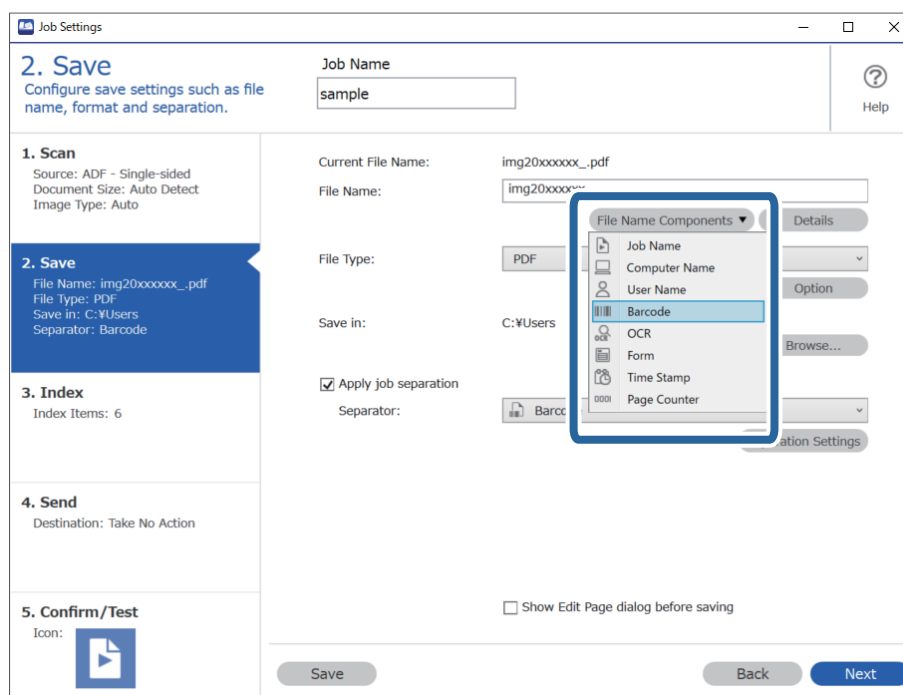 Job Settings
2. Save
Configure save settings such as file
name, format and separation.
Job Name
sample
Help
1. Scan
Source: ADF - Single-sided
Document Size: Auto Detect
Image Type: Auto
2. Save
File Name: img20xxxxxx_.pdf
File Type: PDF
Save in: C:¥Users
Separator: Barcode
3. Index
Index Items: 6
4. Send
Destination: Take No Action
5. Confirm/Test
Icon:
Current File Name: img20xxxxxx_.pdf
File Name: img20xxxxxx
File Name Components Details
Job Name
Computer Name
User Name
Barcode
OCR
OCR
Form
Time Stamp
Page Counter
File Type: PDF
Option
Save in: C:¥Users
Browse...
Apply job separation
Separator:
Settings
Show Edit Page dialog before saving
Save
Back
Next